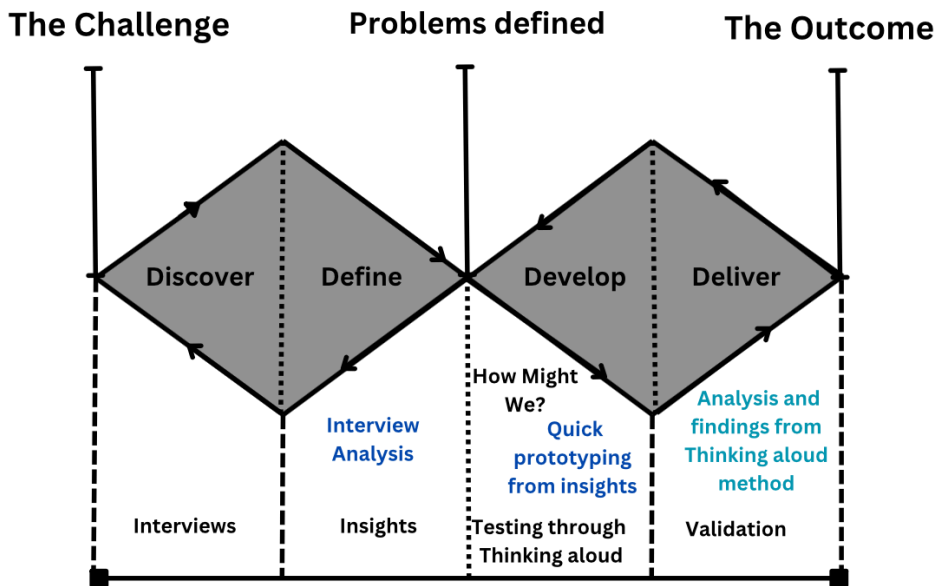 The Challenge
Problems defined
The Outcome
Discover
Define
Develop
Deliver
How Might
We?
Interview
Analysis
Quick
prototyping
from insights
Analysis and
findings from
Thinking aloud
method
Interviews
Insights
Testing through
Thinking aloud
Validation